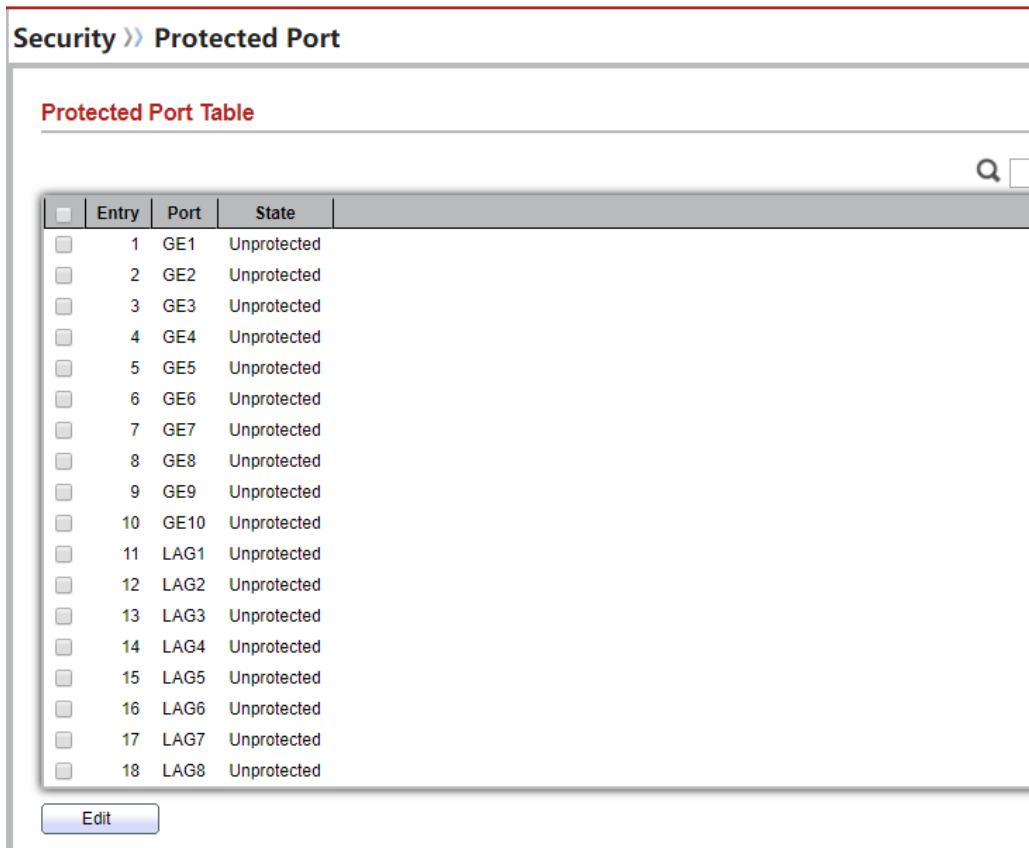 Security » Protected Port
Protected Port Table
Entry Port State
1 GE1 Unprotected
2 GE2 Unprotected
3 GE3 Unprotected
4 GE4 Unprotected
5 GE5 Unprotected
6 GE6 Unprotected
7 GE7 Unprotected
8 GE8 Unprotected
9 GE9 Unprotected
10 GE10 Unprotected
11 LAG1 Unprotected
12 LAG2 Unprotected
13 LAG3 Unprotected
14 LAG4 Unprotected
15 LAG5 Unprotected
16 LAG6 Unprotected
17 LAG7 Unprotected
18 LAG8 Unprotected
Edit